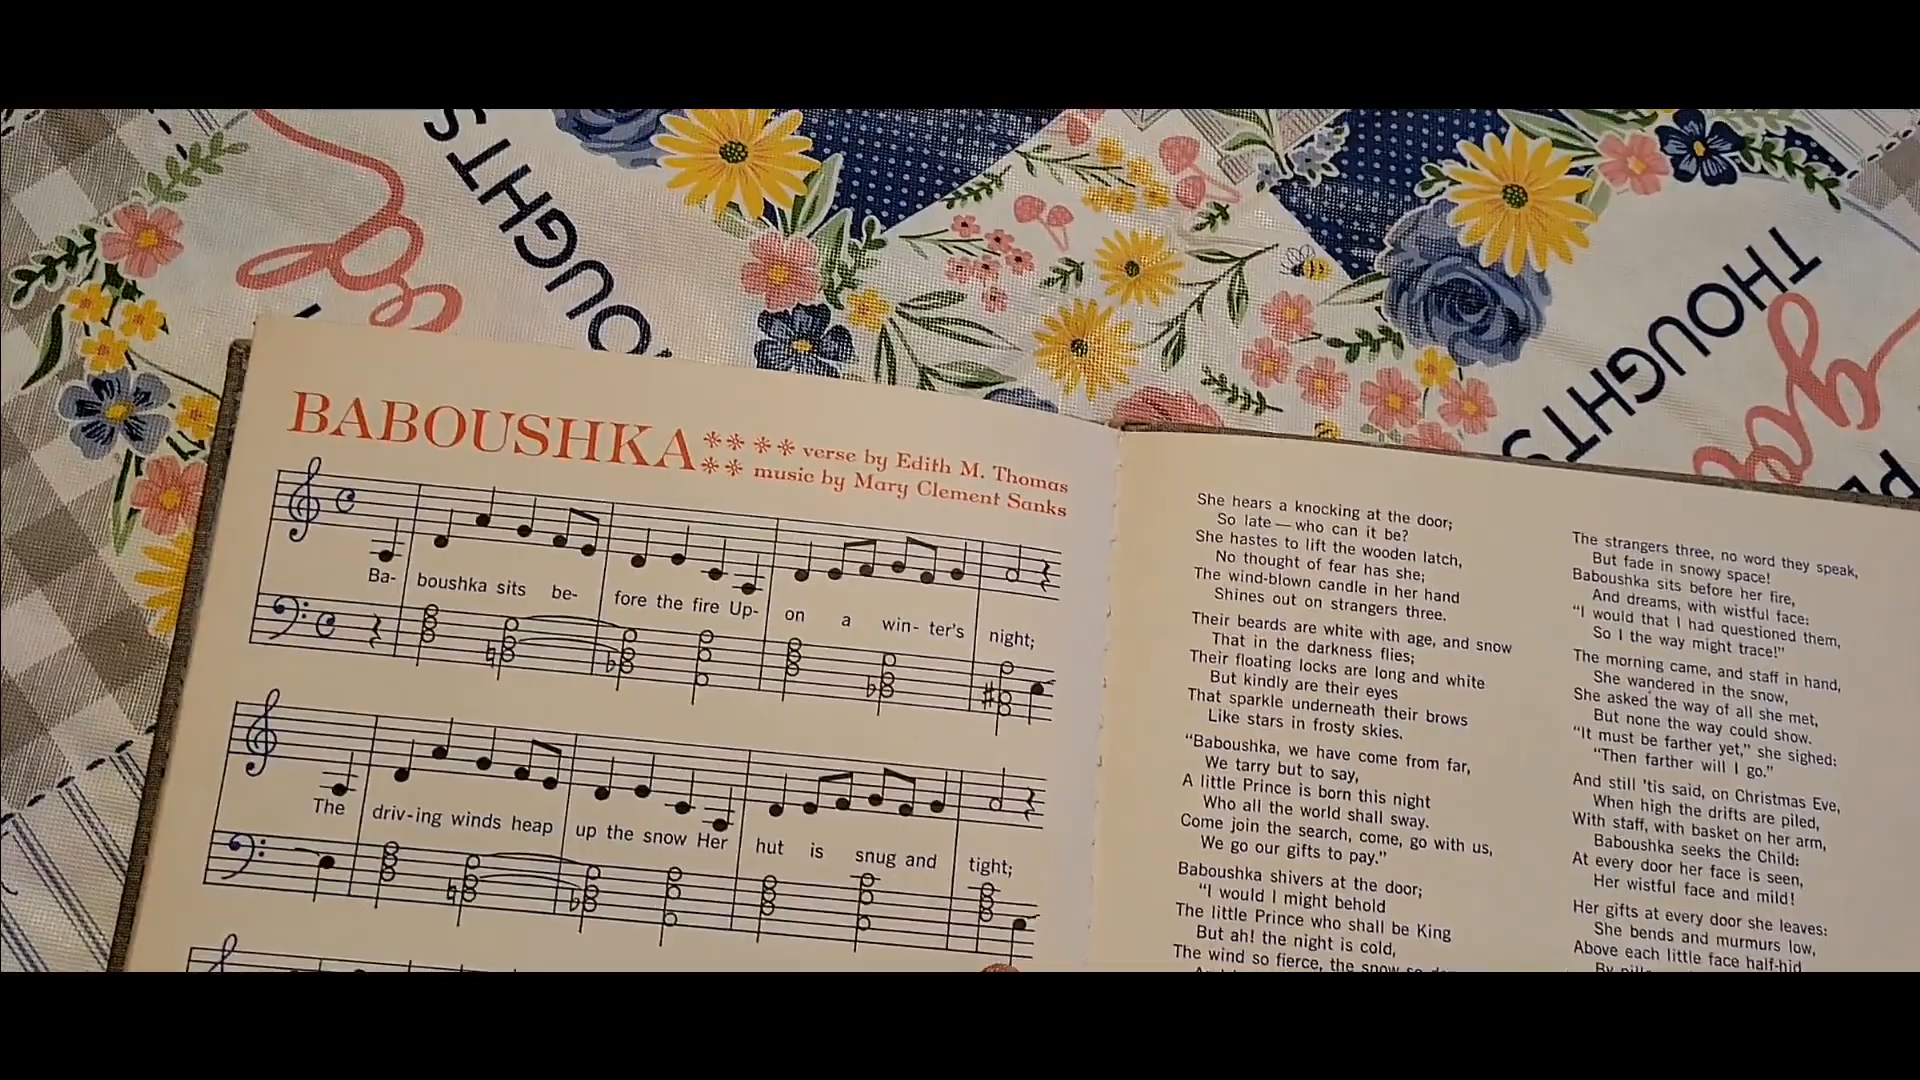 THOUGHTS
THOUGHTS
BABOUSHKA
verse by Edith M. Thomas
music by Mary Clement Sanks
Ba- boushka sits be- fore the fire Up- on a win- ter's night;
The driv-ing winds heap up the snow Her hut is snug and tight;
She hears a knocking at the door;
So late — who can it be?
She hastes to lift the wooden latch,
No thought of fear has she;
The wind-blown candle in her hand
Shines out on strangers three.
Their beards are white with age, and snow
That in the darkness flies;
Their floating locks are long and white
But kindly are their eyes
That sparkle underneath their brows
Like stars in frosty skies.
"Baboushka, we have come from far,
We tarry but to say,
A little Prince is born this night
Who all the world shall sway.
Come join the search, come, go with us,
We go our gifts to pay."
Baboushka shivers at the door;
"I would I might behold
The little Prince who shall be King
But ah! the night is cold,
The wind so fierce, the snow so
The strangers three, no word they speak,
But fade in snowy space!
Baboushka sits before her fire,
And dreams, with wistful face:
"I would that I had questioned them,
So I the way might trace!"
The morning came, and staff in hand,
She wandered in the snow,
She asked the way of all she met,
But none the way could show.
"It must be farther yet," she sighed:
"Then farther will I go."
And still 'tis said, on Christmas Eve,
When high the drifts are piled,
With staff, with basket on her arm,
Baboushka seeks the Child:
At every door her face is seen,
Her wistful face and mild!
Her gifts at every door she leaves:
She bends and murmurs low,
Above each little face half-hid